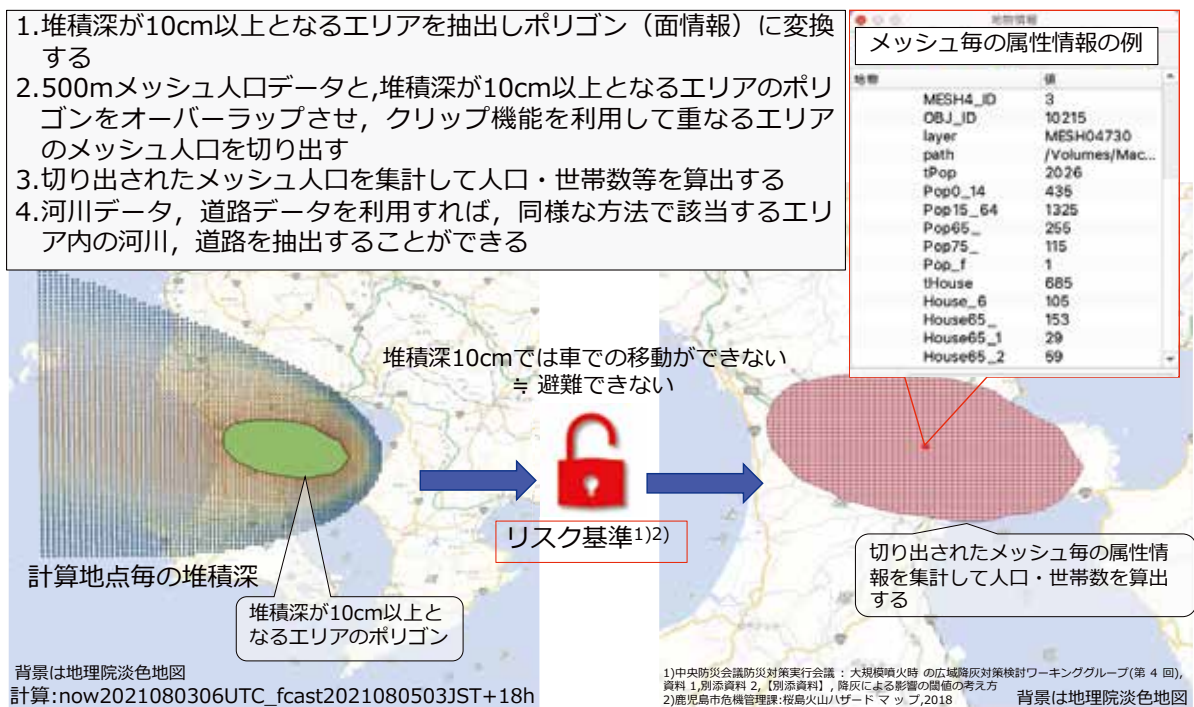 1.堆積深が10cm以上となるエリアを抽出しポリゴン（面情報）に変換
する
2.500mメッシュ人口データと,堆積深が10cm以上となるエリアのポリ
ゴンをオーバーラップさせ，クリップ機能を利用して重なるエリア
のメッシュ人口を切り出す
3.切り出されたメッシュ人口を集計して人口・世帯数等を算出する
4.河川データ，道路データを利用すれば，同様な方法で該当するエリ
ア内の河川，道路を抽出することができる
地物情報
メッシュ毎の属性情報の例
地物 値
MESH4_ID 3
OBJ_ID 10215
layer MESH04730
path /Volumes/Mac...
tPop 2026
Pop0_14 435
Pop15_64 1325
Pop65_ 255
Pop75_ 115
Pop_f 1
tHouse 685
House_6 105
House65_ 153
House65_1 29
House65_2 59
堆積深10cmでは車での移動ができない
≒ 避難できない
リスク基準1)2)
計算地点毎の堆積深
堆積深が10cm以上と
なるエリアのポリゴン
切り出されたメッシュ毎の属性情
報を集計して人口・世帯数を算出
する
背景は地理院淡色地図
計算:now2021080306UTC_fcast2021080503JST+18h
1)中央防災会議防災対策実行会議：大規模噴火時 の広域降灰対策検討ワーキンググループ(第 4 回),
資料 1,別添資料 2,【別添資料】, 降灰による影響の閾値の考え方
2)鹿児島市危機管理課:桜島火山ハザード マ ッ プ,2018
背景は地理院淡色地図